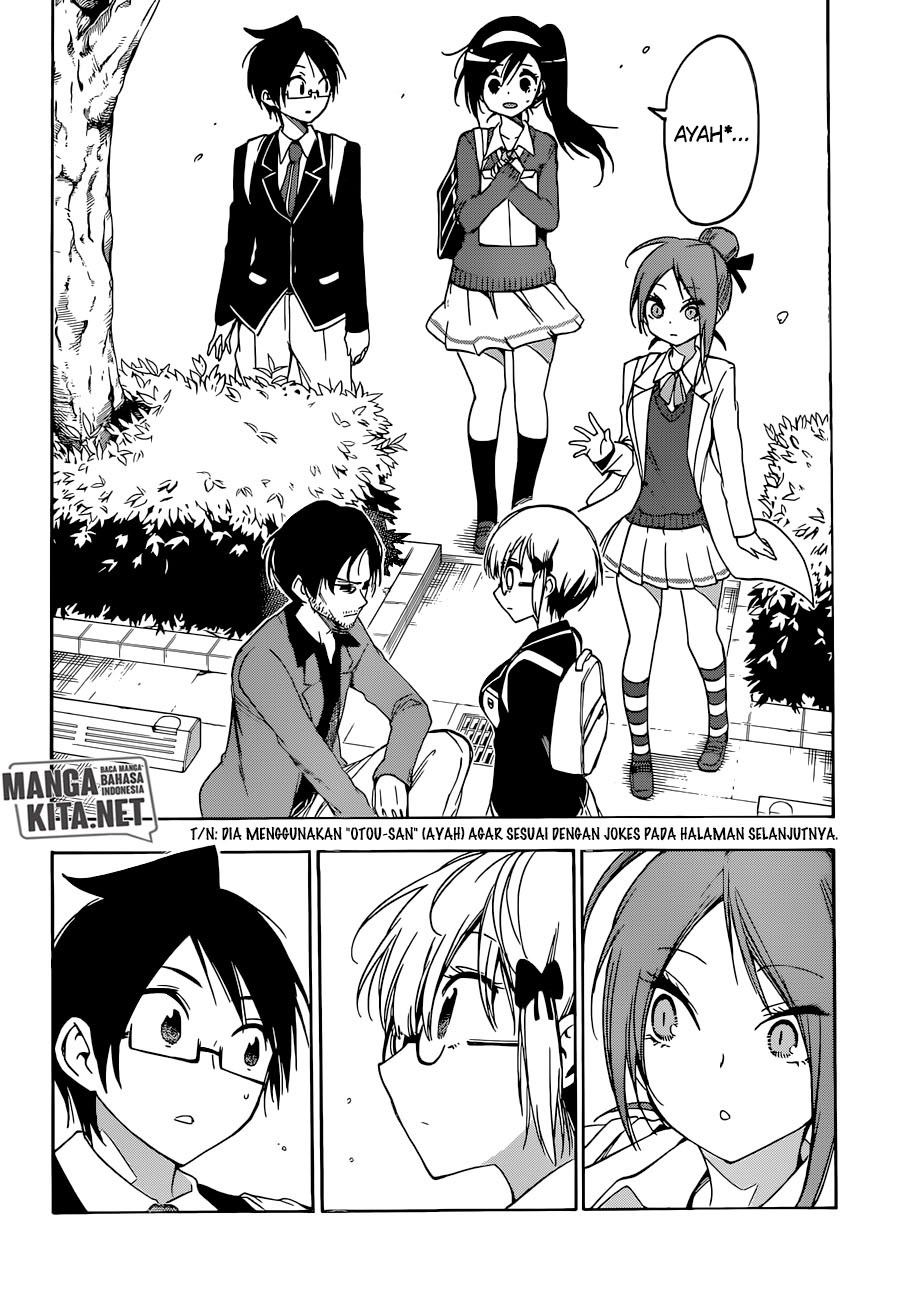 AYAH*...
MANGA
KITA.NET
BACA MANGA
BAHASA
INDONESIA
T/N: DIA MENGGUNAKAN "OTOU-SAN" (AYAH) AGAR SESUAI DENGAN JOKES PADA HALAMAN SELANJUTNYA.